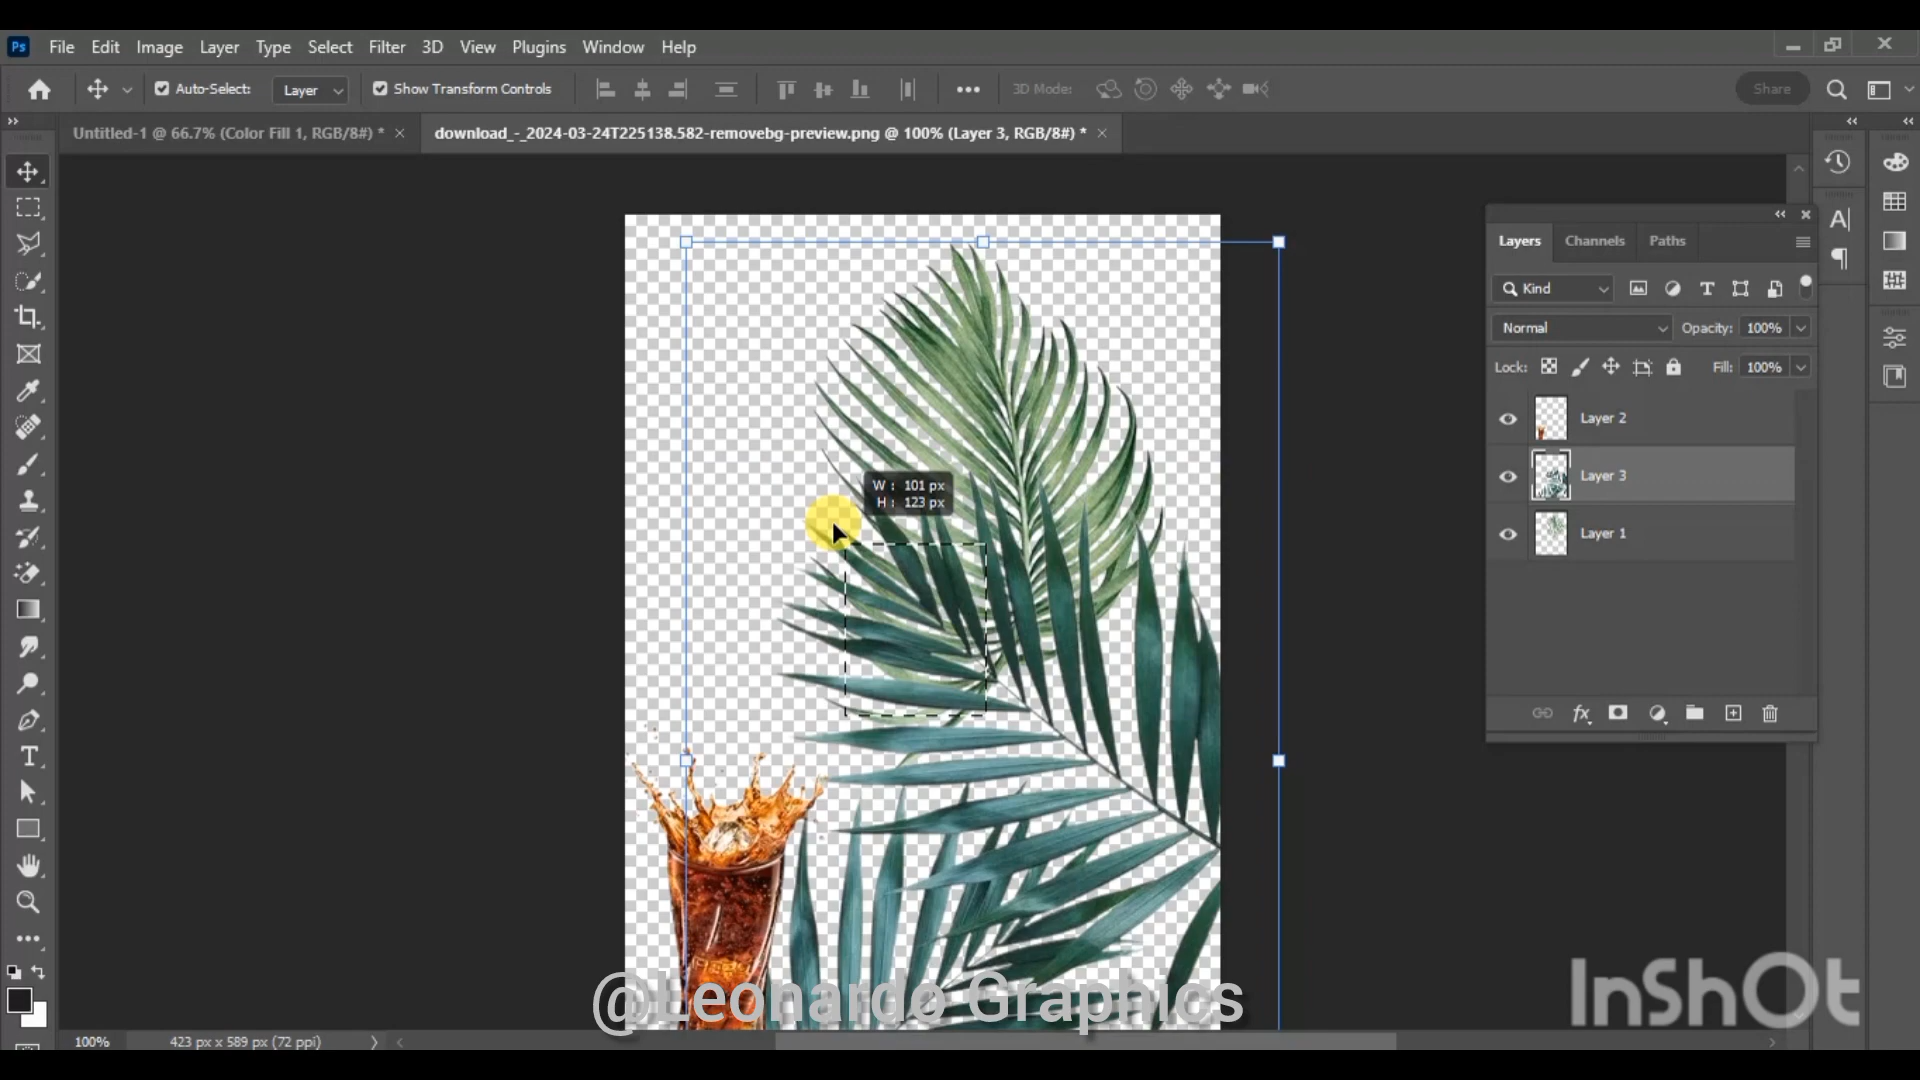 Ps File Edit Image Layer Type Select Filter 3D View Plugins Window Help
Auto-Select: Layer Show Transform Controls 3D Mode: Share
Untitled-1 @ 66.7% (Color Fill 1, RGB/8#) * × download_-_2024-03-24T225138.582-removebg-preview.png @ 100% (Layer 3, RGB/8#) * ×
Layers Channels Paths
Kind
Normal Opacity: 100%
Lock: Fill: 100%
Layer 2
Layer 3
Layer 1
W : 101 px
H : 123 px
@Leonardo Graphics
InShOt
100% 423 px x 589 px (72 ppi)